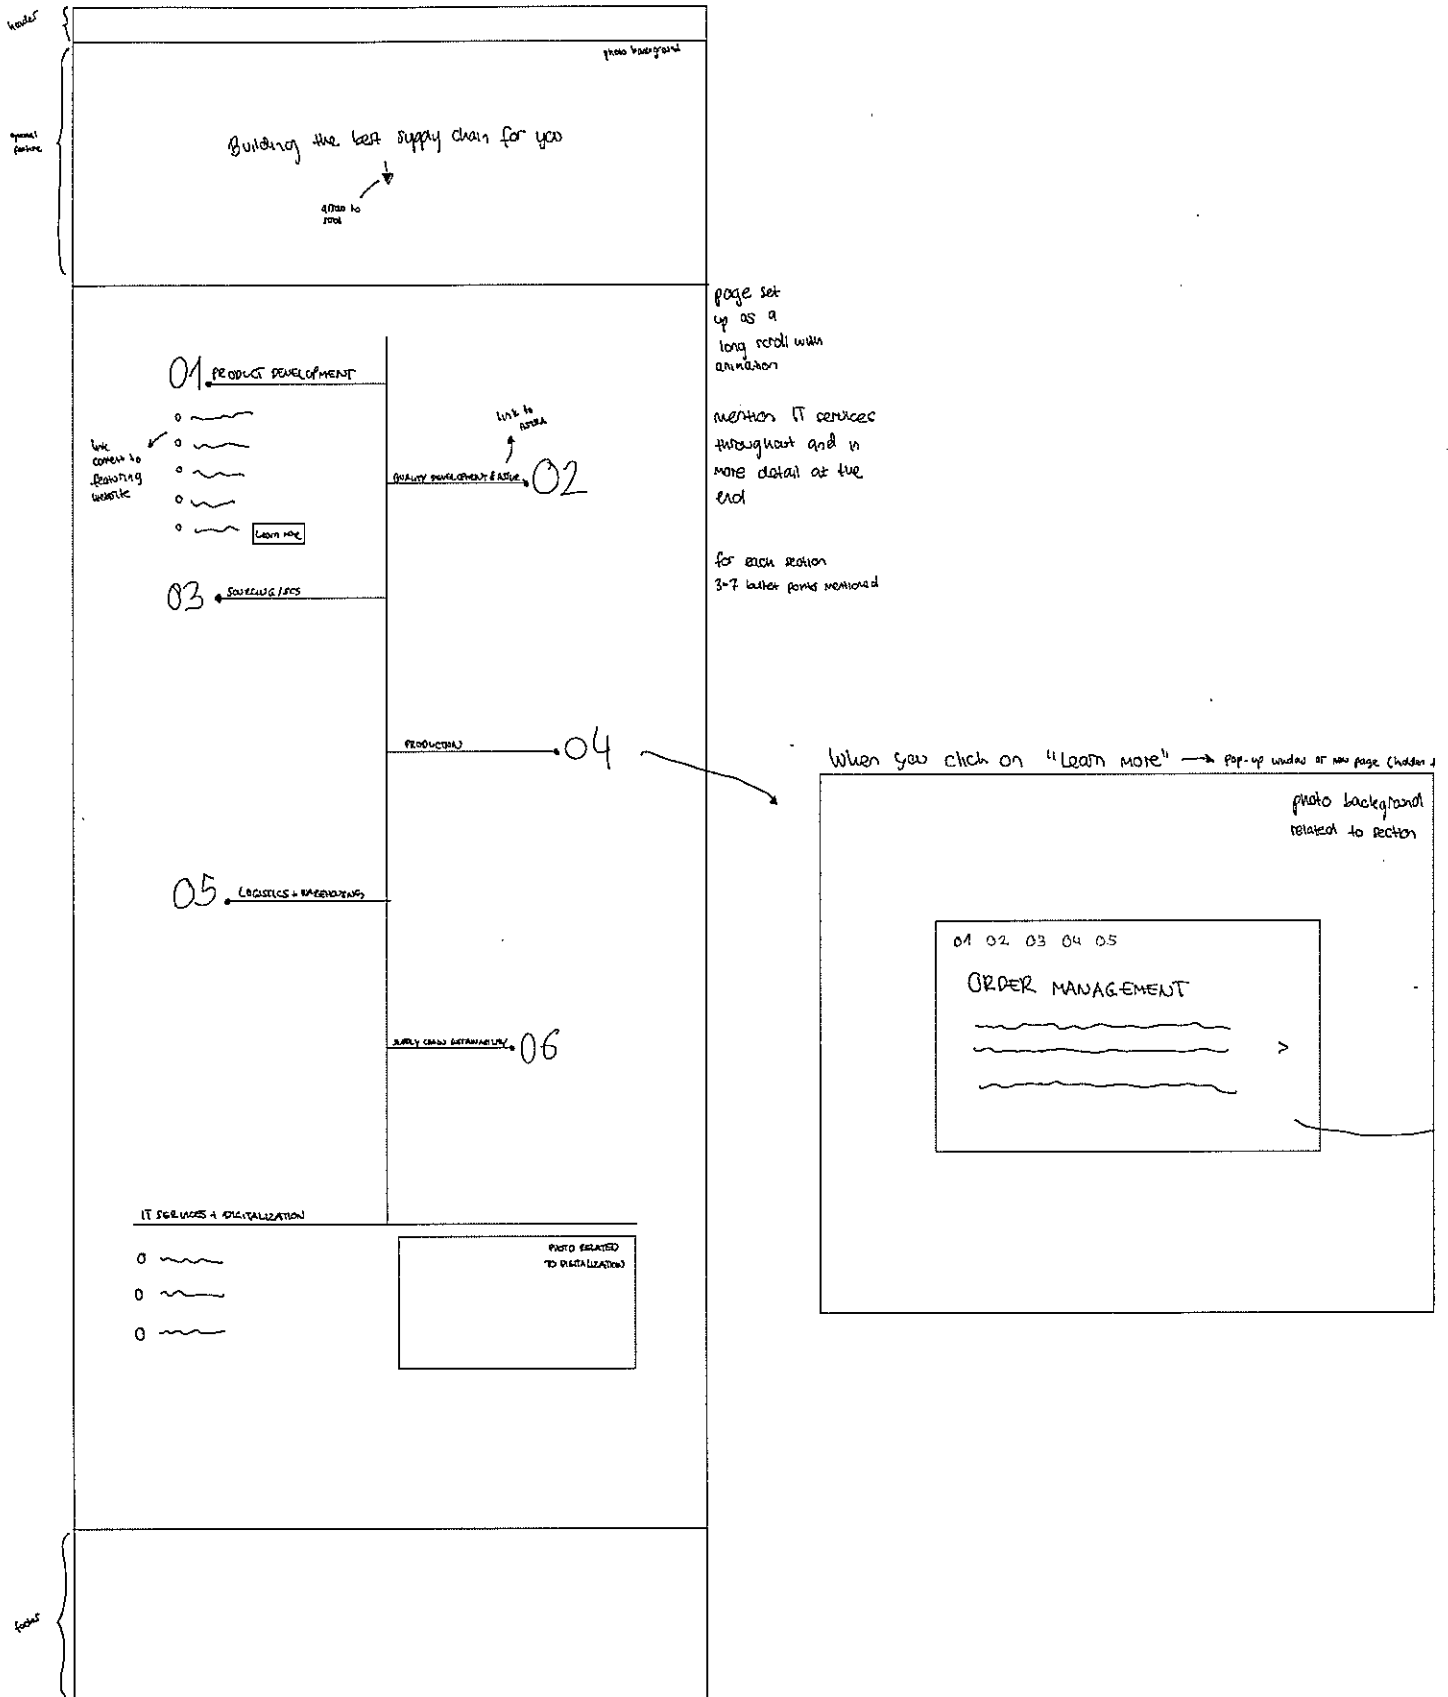 header
photo background
Building the best supply chain for you
arrow to
scroll
page set
up as a
long scroll with
animation
01 PRODUCT DEVELOPMENT
link to
mention IT services
throughout and in
more detail at the
end
link
content to
featuring
website
QUALITY DEVELOPMENT & 02
Learn more
for each section
3-7 bullet points mentioned
03 SOURCING / SCS
PRODUCTION 04
When you click on "Learn more" → pop-up window or new page (hidden
photo background
related to section
05 LOGISTICS + WAREHOUSING
01 02 03 04 05
ORDER MANAGEMENT
>
SUPPLY CHAIN SUSTAINABILITY 06
IT SERVICES + DIGITALIZATION
PHOTO RELATED
TO DIGITALIZATION
footer